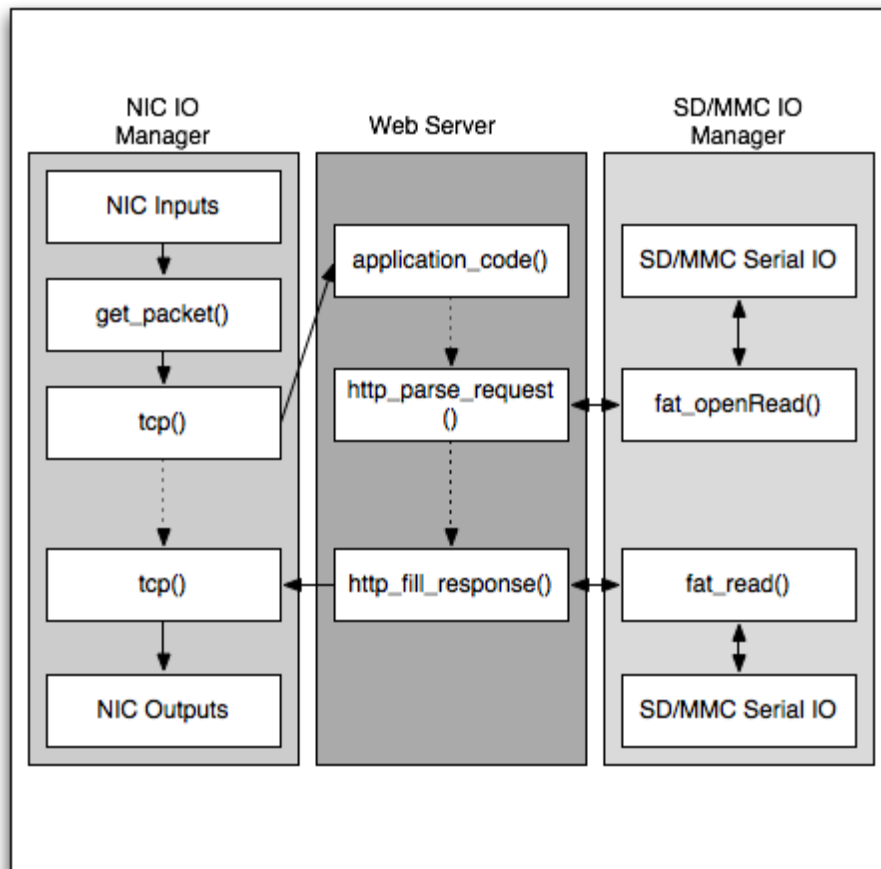 NIC IO
Manager
NIC Inputs
get_packet()
tcp()
tcp()
NIC Outputs
Web Server
application_code()
http_parse_request
()
http_fill_response()
SD/MMC IO
Manager
SD/MMC Serial IO
fat_openRead()
fat_read()
SD/MMC Serial IO